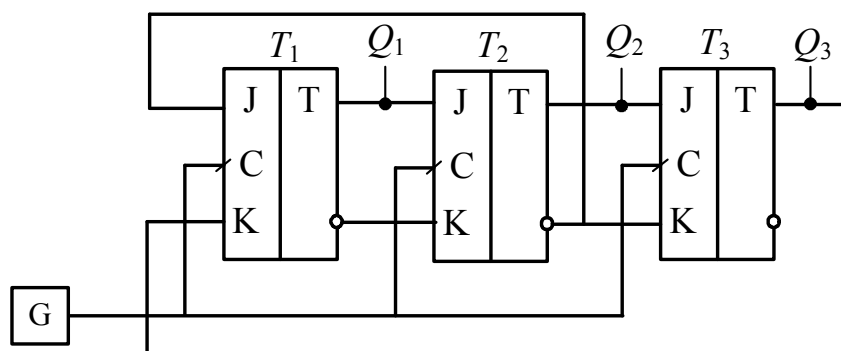 T₁ Q₁ T₂ Q₂ T₃ Q₃
J T J T J T
C C C
K K K
G